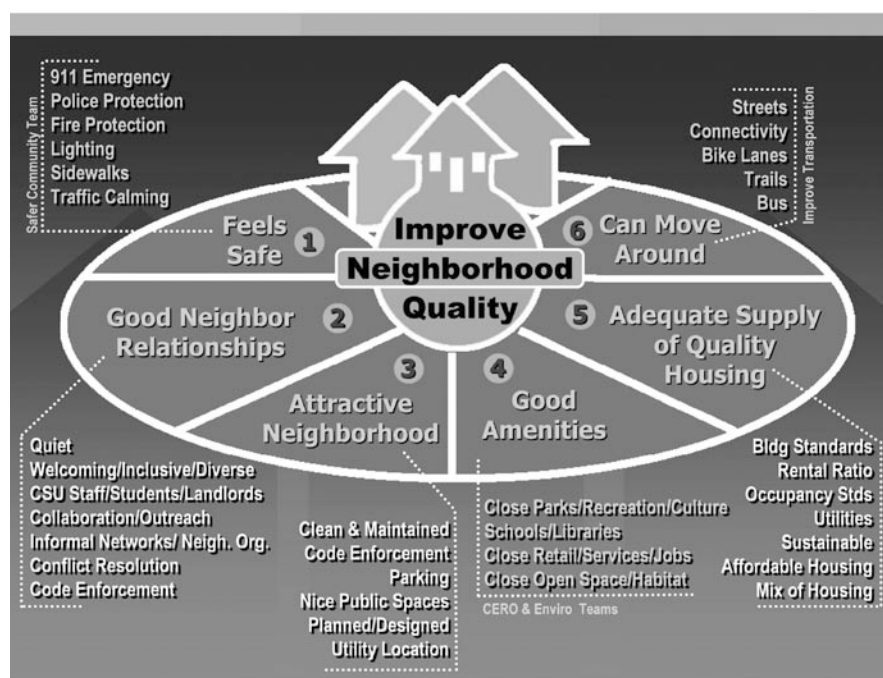 911 Emergency
Police Protection
Fire Protection
Lighting
Sidewalks
Traffic Calming
Safer Community Team
Streets
Connectivity
Bike Lanes
Trails
Bus
Improve Transportation
Improve
Neighborhood
Quality
Feels
Safe
1
Good Neighbor
Relationships
2
3
Attractive
Neighborhood
4
Good
Amenities
5
Adequate Supply
of Quality
Housing
6
Can Move
Around
Quiet
Welcoming/Inclusive/Diverse
CSU Staff/Students/Landlords
Collaboration/Outreach
Informal Networks/ Neigh. Org.
Conflict Resolution
Code Enforcement
Clean & Maintained
Code Enforcement
Parking
Nice Public Spaces
Planned/Designed
Utility Location
Close Parks/Recreation/Culture
Schools/Libraries
Close Retail/Services/Jobs
Close Open Space/Habitat
CERO & Enviro Teams
Bldg Standards
Rental Ratio
Occupancy Stds
Utilities
Sustainable
Affordable Housing
Mix of Housing